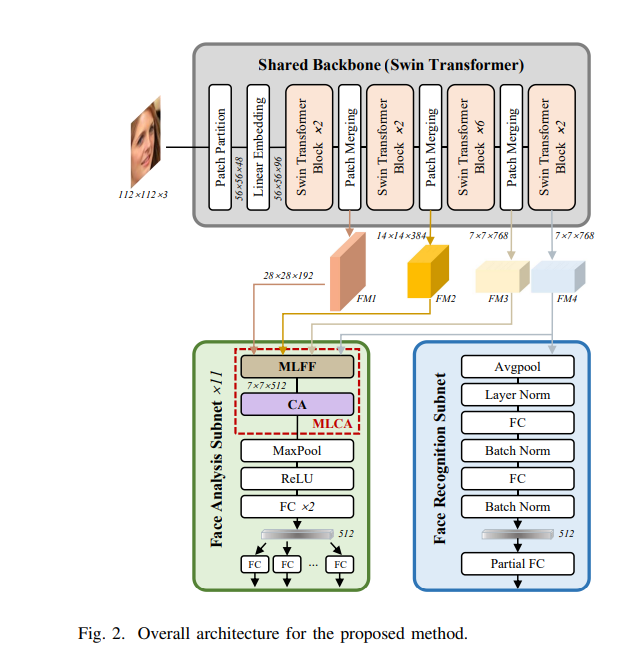 Shared Backbone (Swin Transformer)
Patch Partition
56×56×48
Linear Embedding
56×56×96
Swin Transformer
Block ×2
Patch Merging
Swin Transformer
Block ×2
Patch Merging
Swin Transformer
Block ×6
Patch Merging
Swin Transformer
Block ×2
112×112×3
14×14×384
7×7×768
7×7×768
28×28×192
FM1
FM2
FM3
FM4
Face Analysis Subnet ×11
MLFF
7×7×512
CA
MLCA
MaxPool
ReLU
FC ×2
512
FC
FC
...
FC
Face Recognition Subnet
Avgpool
Layer Norm
FC
Batch Norm
FC
Batch Norm
512
Partial FC
Fig. 2. Overall architecture for the proposed method.